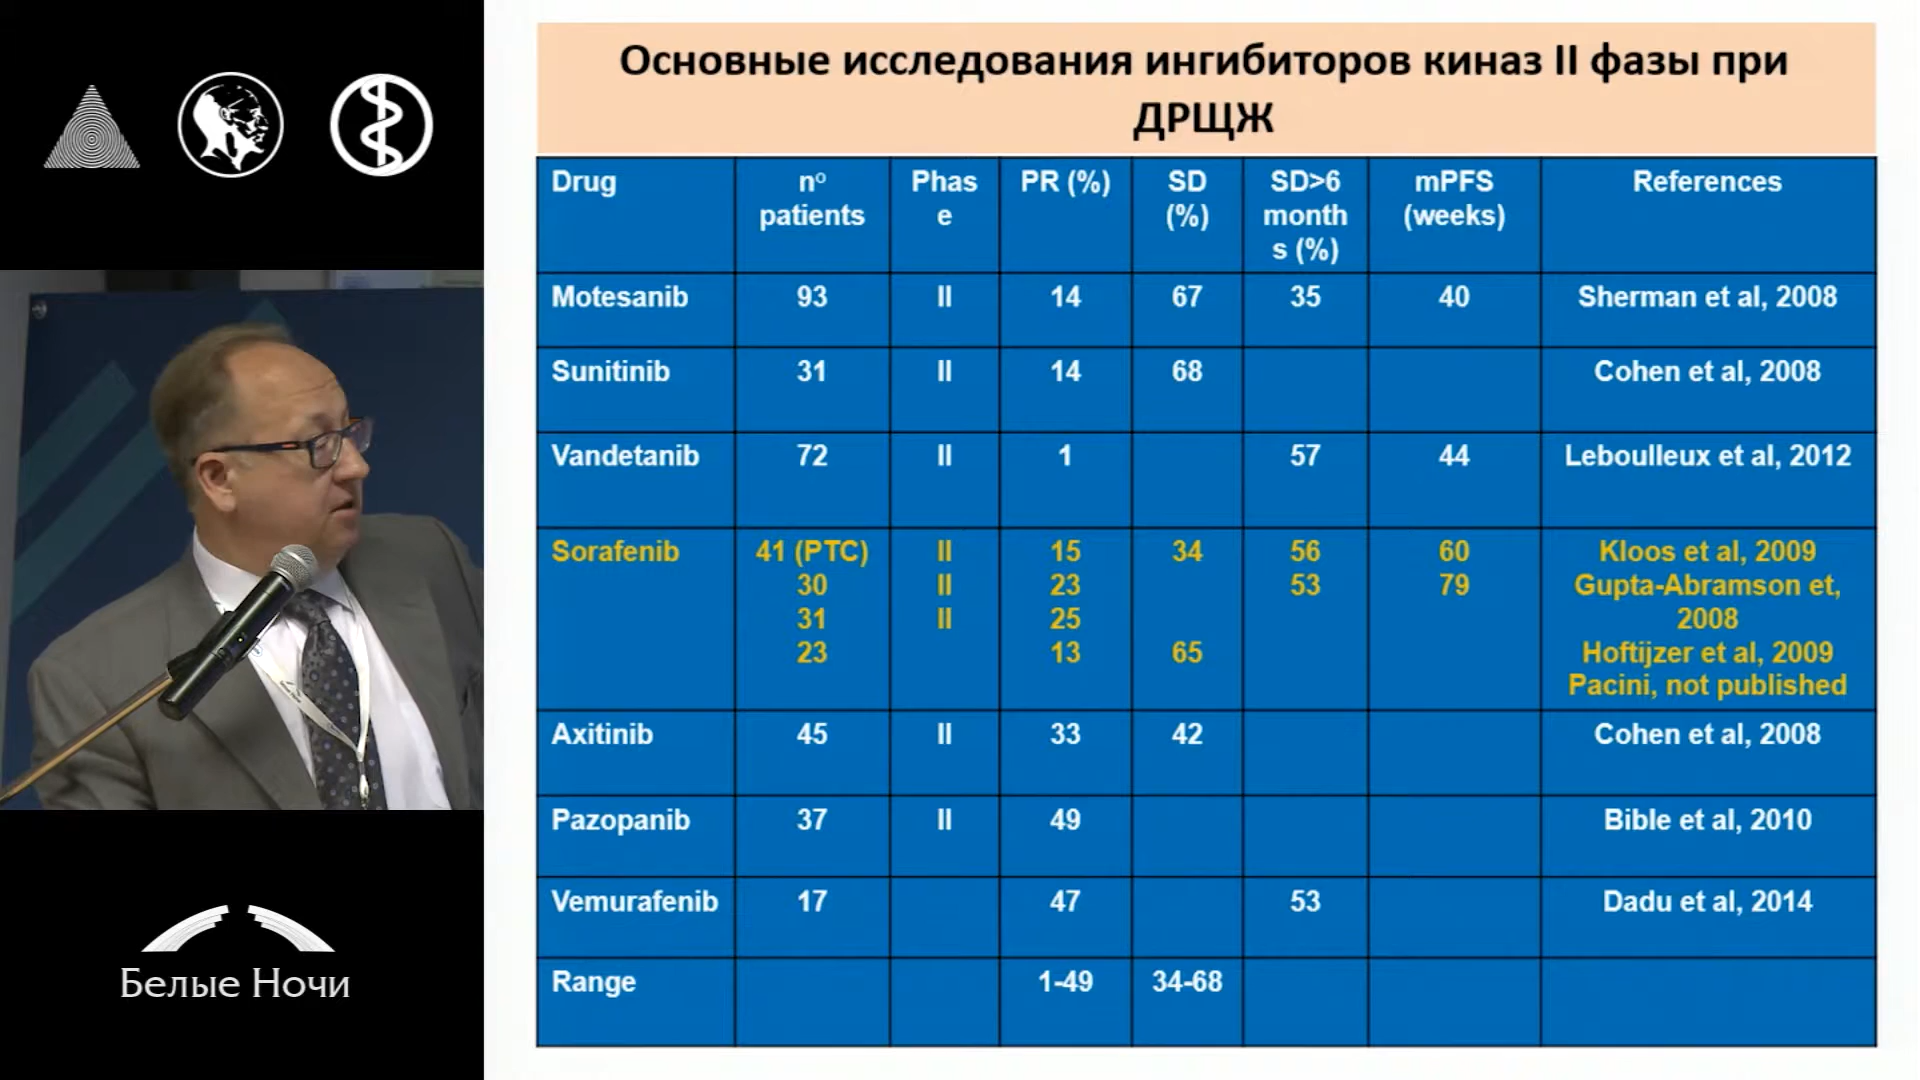 Основные исследования ингибиторов киназ II фазы при
ДРЩЖ
Drug nº patients Phase PR (%) SD (%) SD>6 months (%) mPFS (weeks) References
Motesanib 93 II 14 67 35 40 Sherman et al, 2008
Sunitinib 31 II 14 68 Cohen et al, 2008
Vandetanib 72 II 1 57 44 Leboulleux et al, 2012
Sorafenib 41 (PTC) II 15 34 56 60 Kloos et al, 2009
30 II 23 53 79 Gupta-Abramson et,
31 II 25 2008
23 13 65 Hoftijzer et al, 2009
Pacini, not published
Axitinib 45 II 33 42 Cohen et al, 2008
Pazopanib 37 II 49 Bible et al, 2010
Vemurafenib 17 47 53 Dadu et al, 2014
Range 1-49 34-68
Белые Ночи